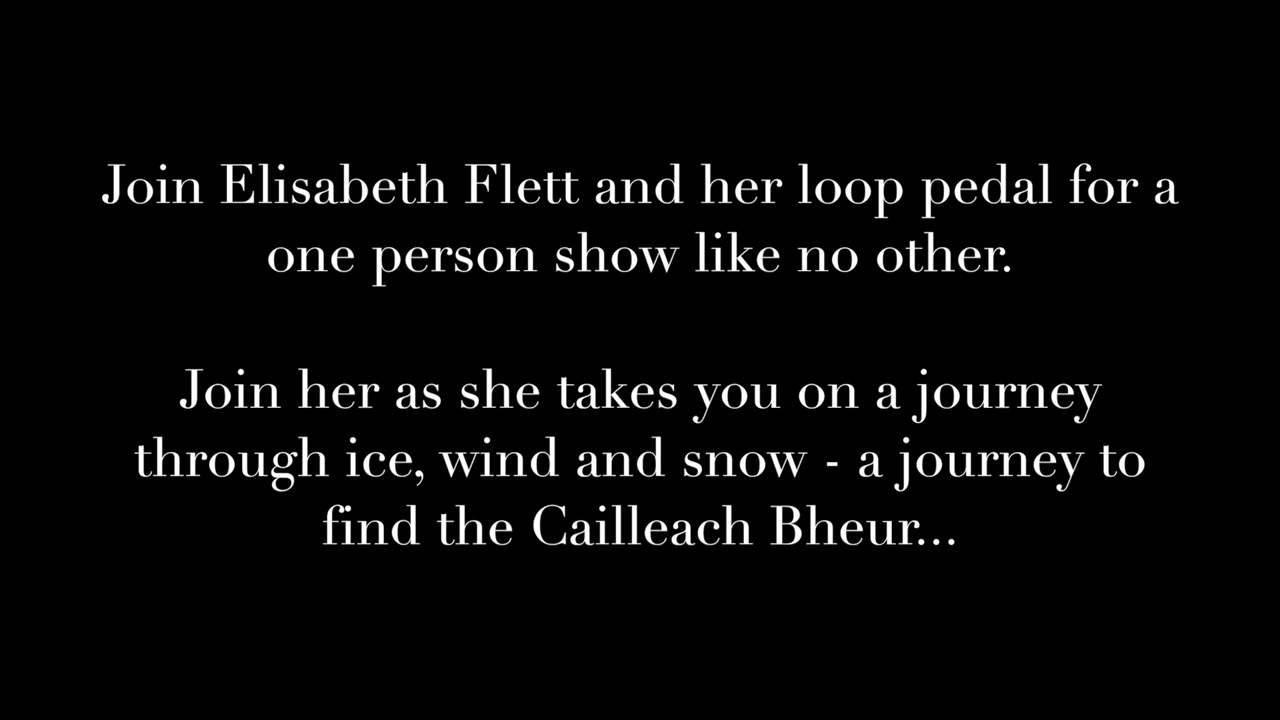 Join Elisabeth Flett and her loop pedal for a
one person show like no other.
Join her as she takes you on a journey
through ice, wind and snow - a journey to
find the Cailleach Bheur...